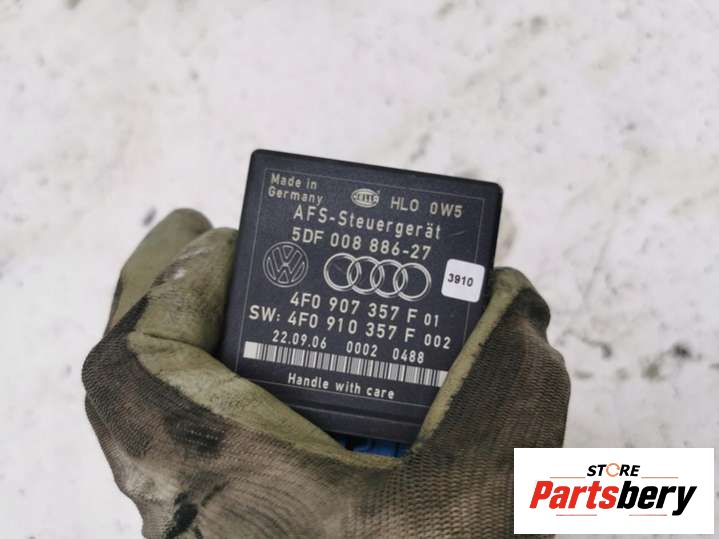 Made in
Germany
HELLA
HLO 0W5
AFS-Steuergerät
5DF 008 886-27
3910
4F0 907 357 F 01
SW: 4F0 910 357 F 002
22.09.06 0002 0488
Handle with care
STORE
Partsbery